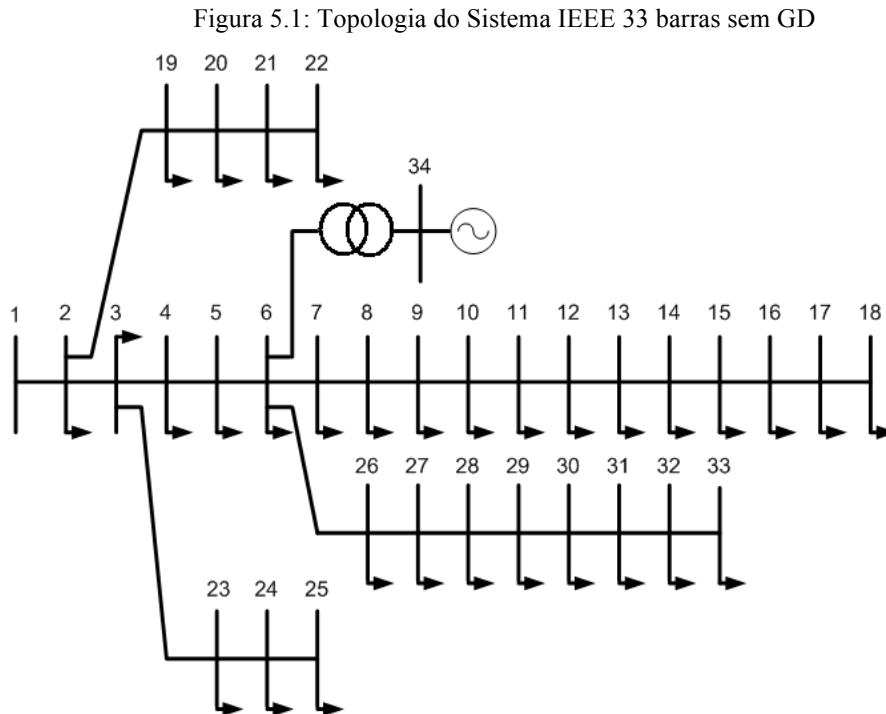 Figura 5.1: Topologia do Sistema IEEE 33 barras sem GD
19 20 21 22
34
1 2 3 4 5 6 7 8 9 10 11 12 13 14 15 16 17 18
26 27 28 29 30 31 32 33
23 24 25